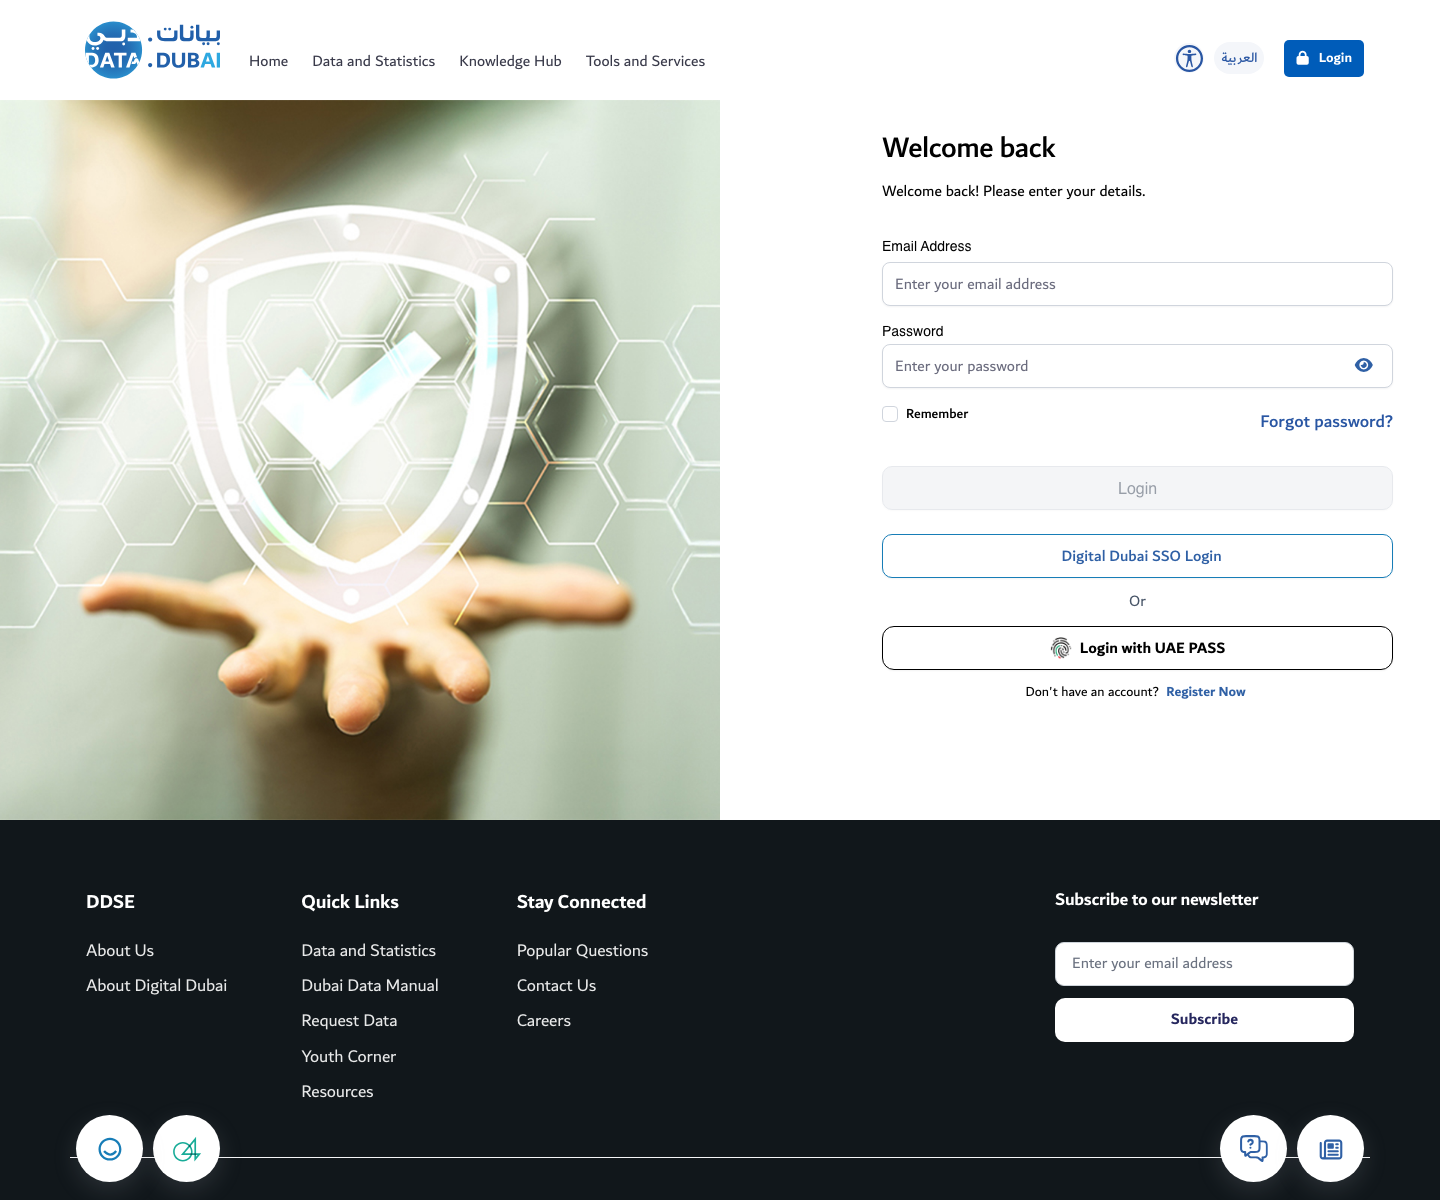 بيانات. دبي
DATA.DUBAI
Home
Data and Statistics
Knowledge Hub
Tools and Services
العربية
Login
Welcome back
Welcome back! Please enter your details.
Email Address
Enter your email address
Password
Enter your password
Remember
Forgot password?
Login
Digital Dubai SSO Login
Or
Login with UAE PASS
Don't have an account? Register Now
DDSE
About Us
About Digital Dubai
Quick Links
Data and Statistics
Dubai Data Manual
Request Data
Youth Corner
Resources
Stay Connected
Popular Questions
Contact Us
Careers
Subscribe to our newsletter
Enter your email address
Subscribe